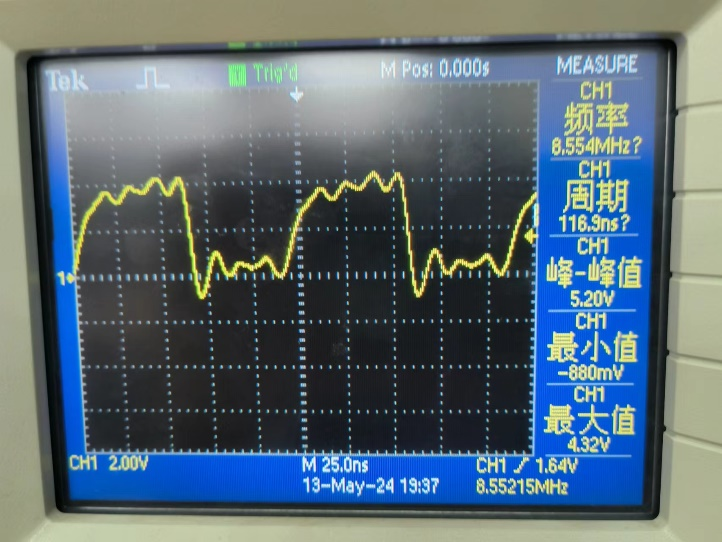 Tek Trig'd M Pos: 0.000s MEASURE
CH1
频率
8.554MHz?
CH1
周期
116.9ns?
CH1
峰-峰值
5.20V
CH1
最小值
-880mV
CH1
最大值
4.32V
1
CH1 2.00V M 25.0ns CH1 1.64V
13-May-24 19:37 8.55215MHz